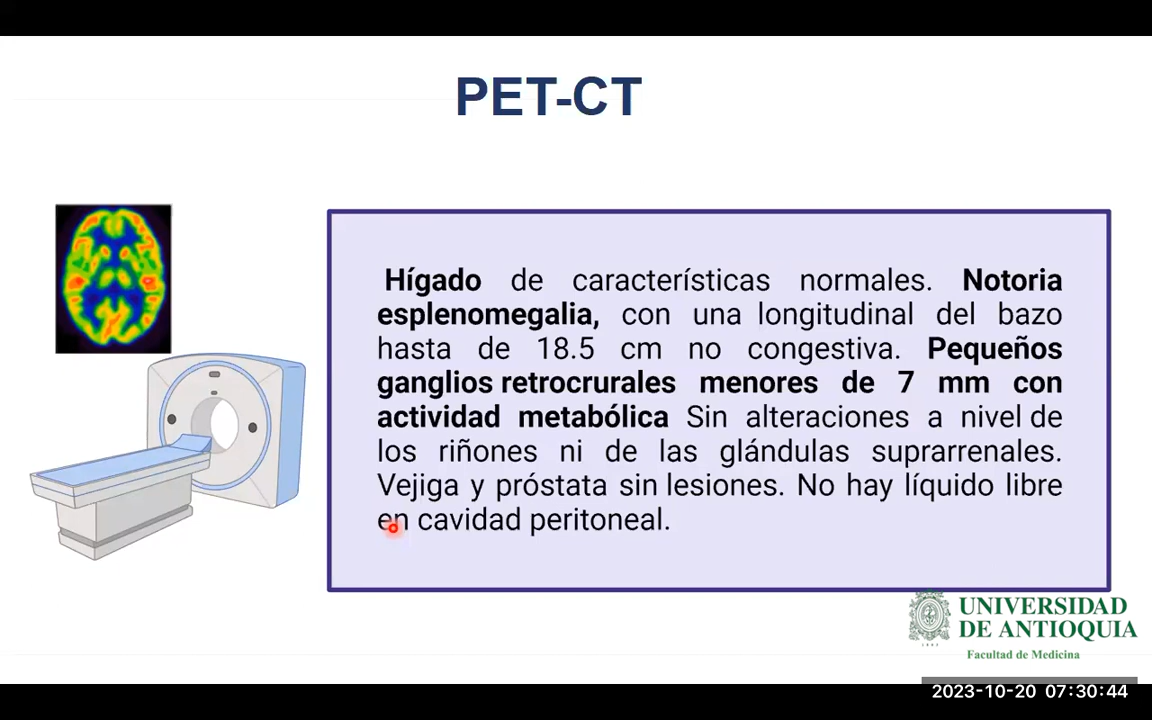 PET-CT
Hígado de características normales. Notoria
esplenomegalia, con una longitudinal del bazo
hasta de 18.5 cm no congestiva. Pequeños
ganglios retrocrurales menores de 7 mm con
actividad metabólica Sin alteraciones a nivel de
los riñones ni de las glándulas suprarrenales.
Vejiga y próstata sin lesiones. No hay líquido libre
en cavidad peritoneal.
UNIVERSIDAD
DE ANTIOQUIA
Facultad de Medicina
2023-10-20 07:30:44